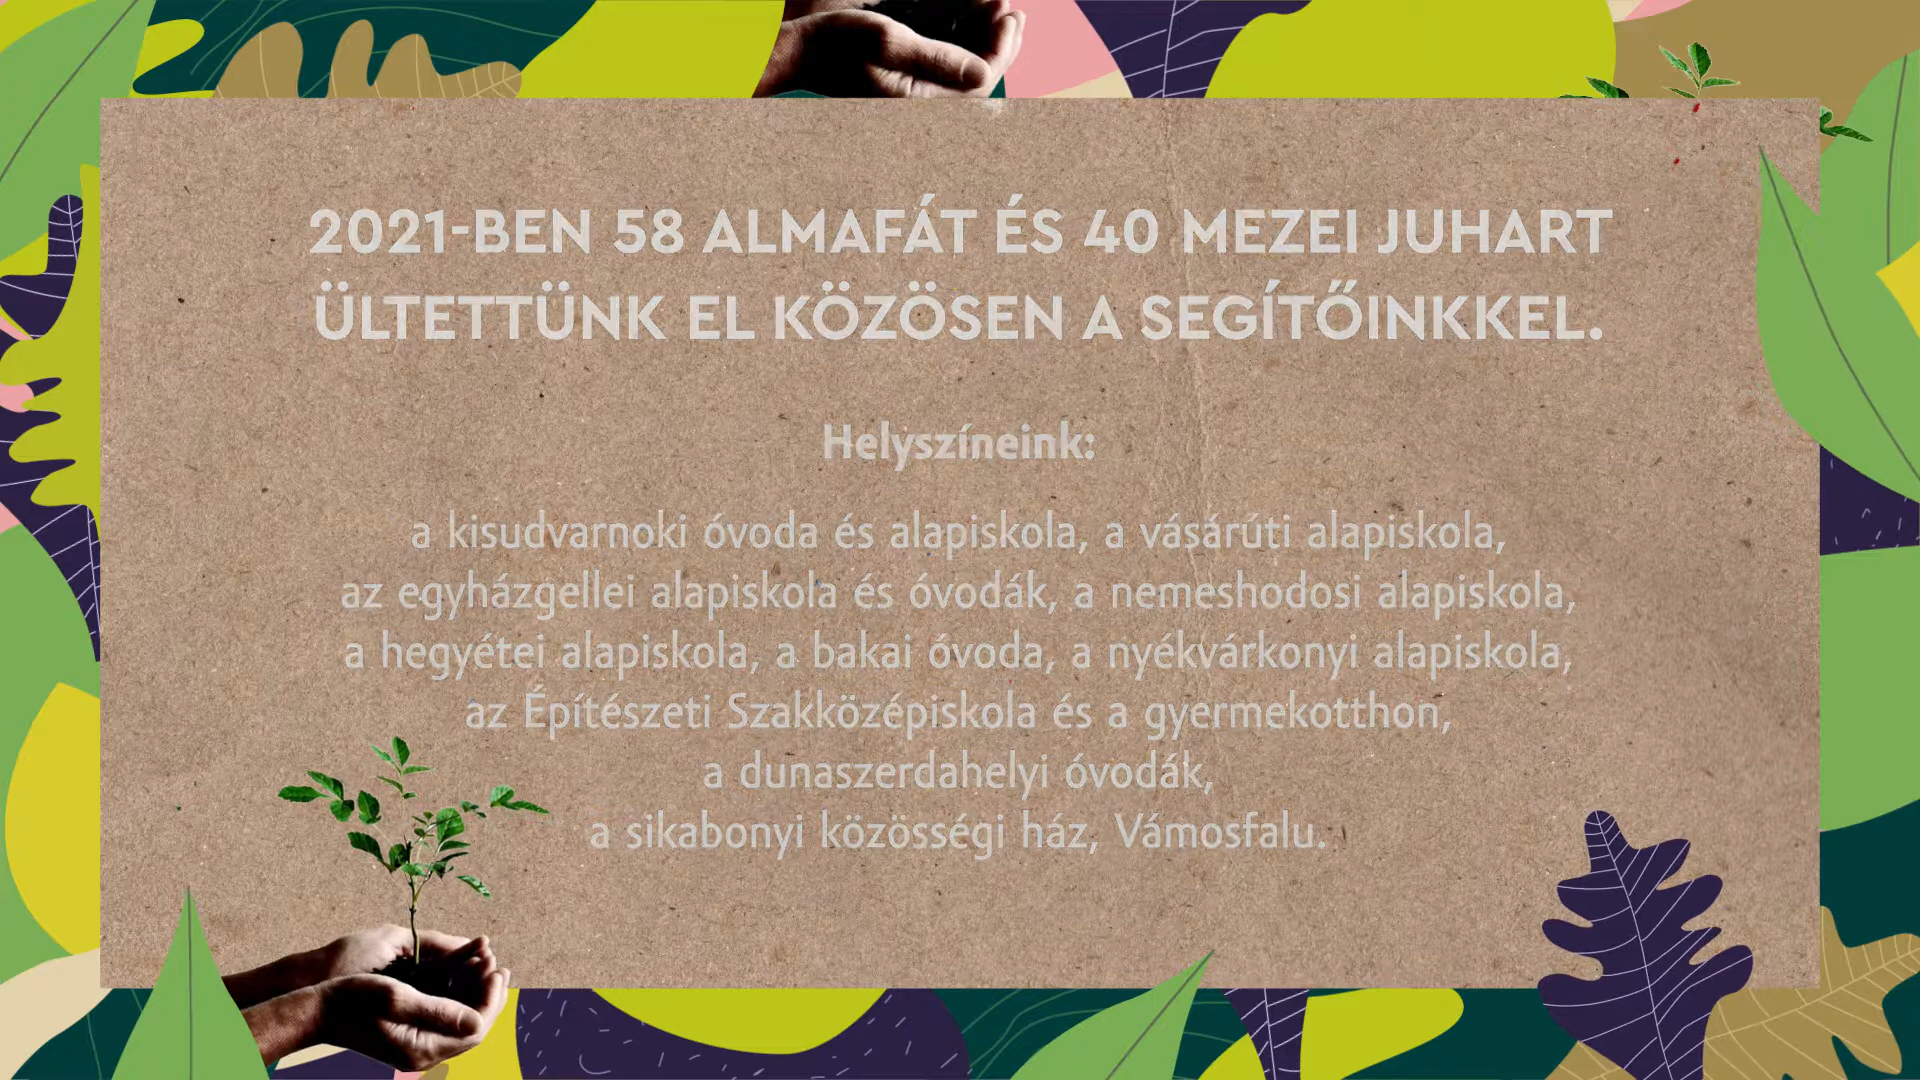 2021-BEN 58 ALMAFÁT ÉS 40 MEZEI JUHART
ÜLTETTÜNK EL KÖZÖSEN A SEGÍTŐINKKEL.
Helyszíneink:
a kisudvarnoki óvoda és alapiskola, a vásárúti alapiskola,
az egyházgellei alapiskola és óvodák, a nemeshodosi alapiskola,
a hegyétei alapiskola, a bakai óvoda, a nyékvárkonyi alapiskola,
az Építészeti Szakközépiskola és a gyermekotthon,
a dunaszerdahelyi óvodák,
a sikabonyi közösségi ház, Vámosfalu.